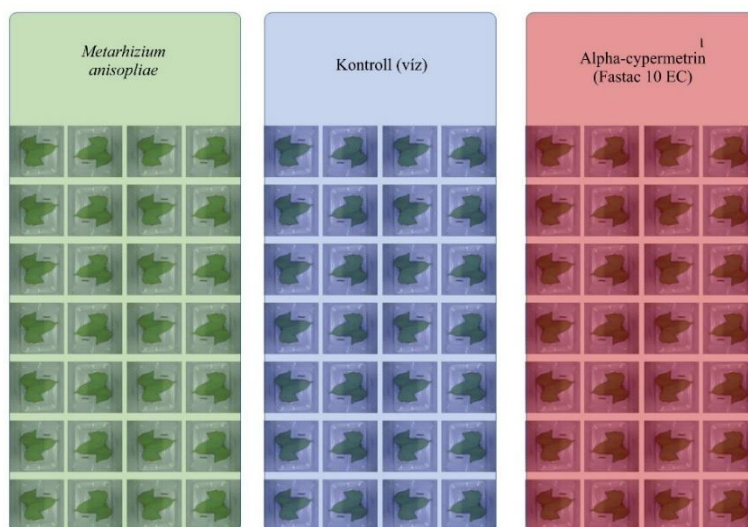 Metarhizium
anisopliae
Kontroll (víz)
1
Alpha-cypermetrin
(Fastac 10 EC)